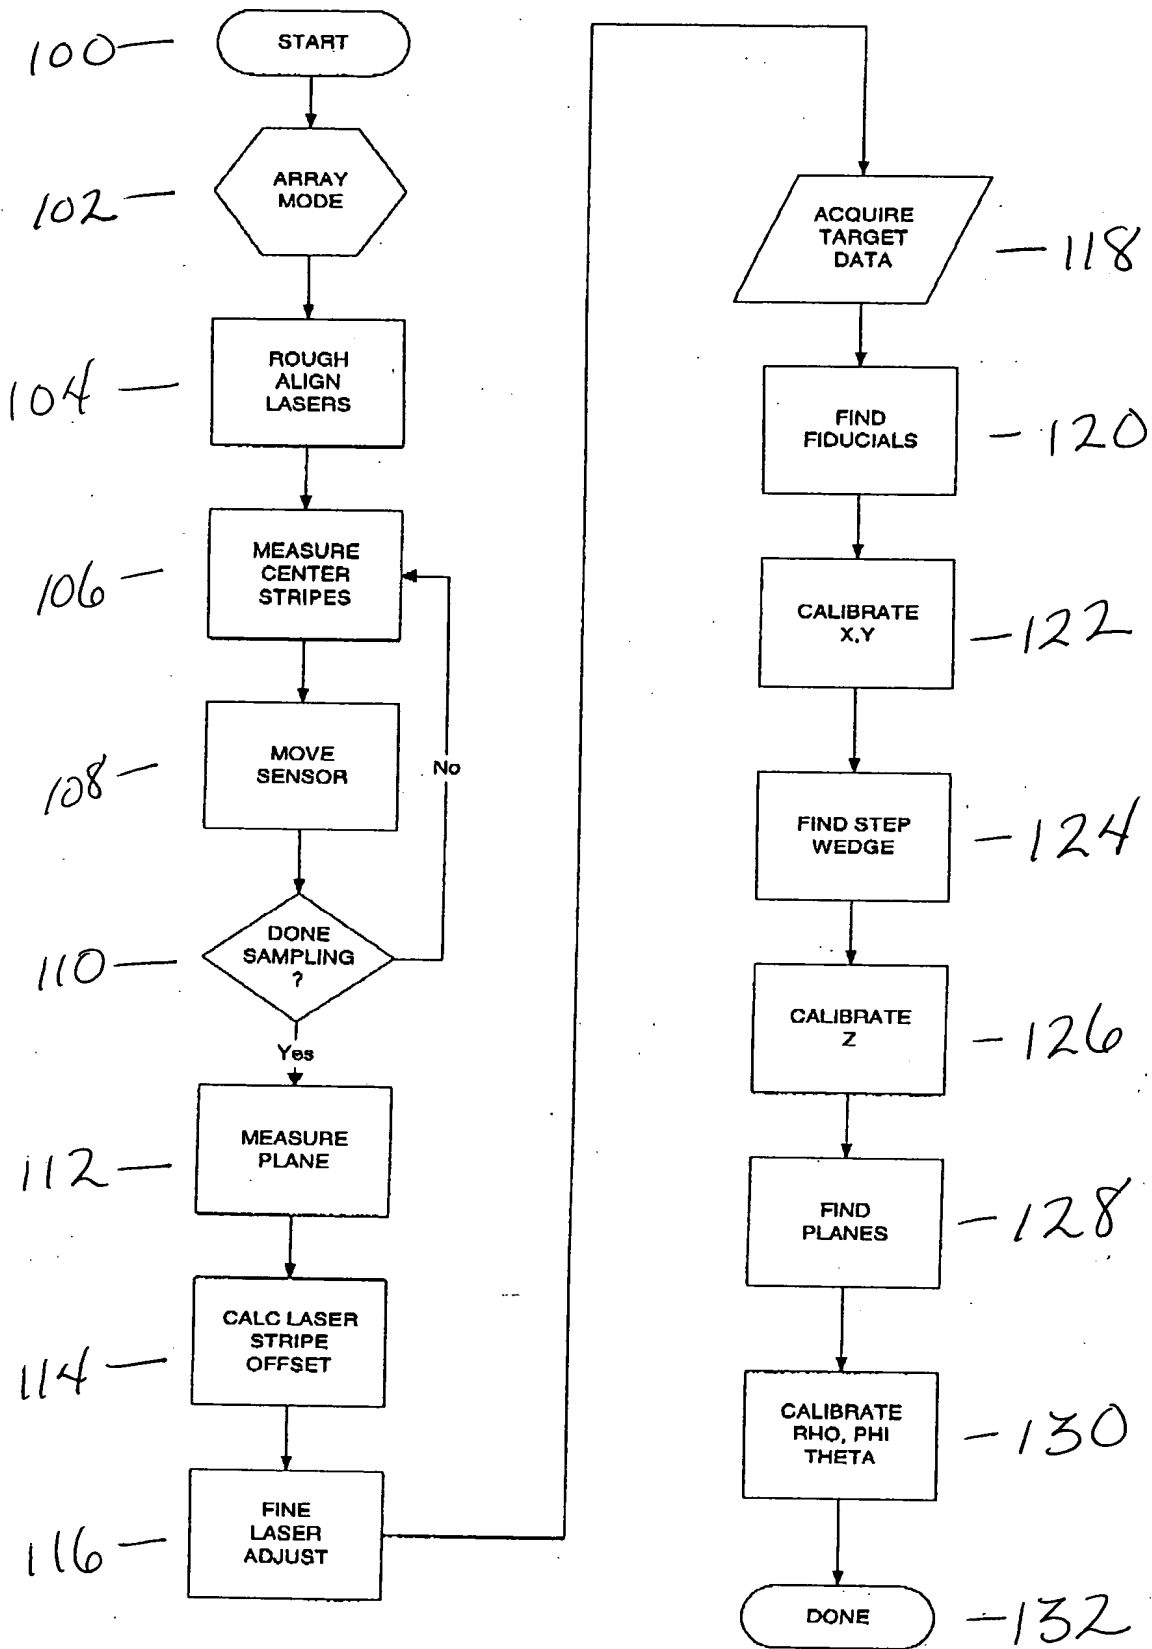 100
START
102
ARRAY
MODE
104
ROUGH
ALIGN
LASERS
106
MEASURE
CENTER
STRIPES
108
MOVE
SENSOR
No
110
DONE
SAMPLING
?
Yes
112
MEASURE
PLANE
114
CALC LASER
STRIPE
OFFSET
116
FINE
LASER
ADJUST
ACQUIRE
TARGET
DATA
118
FIND
FIDUCIALS
120
CALIBRATE
X,Y
122
FIND STEP
WEDGE
124
CALIBRATE
Z
126
FIND
PLANES
128
CALIBRATE
RHO, PHI
THETA
130
DONE
132